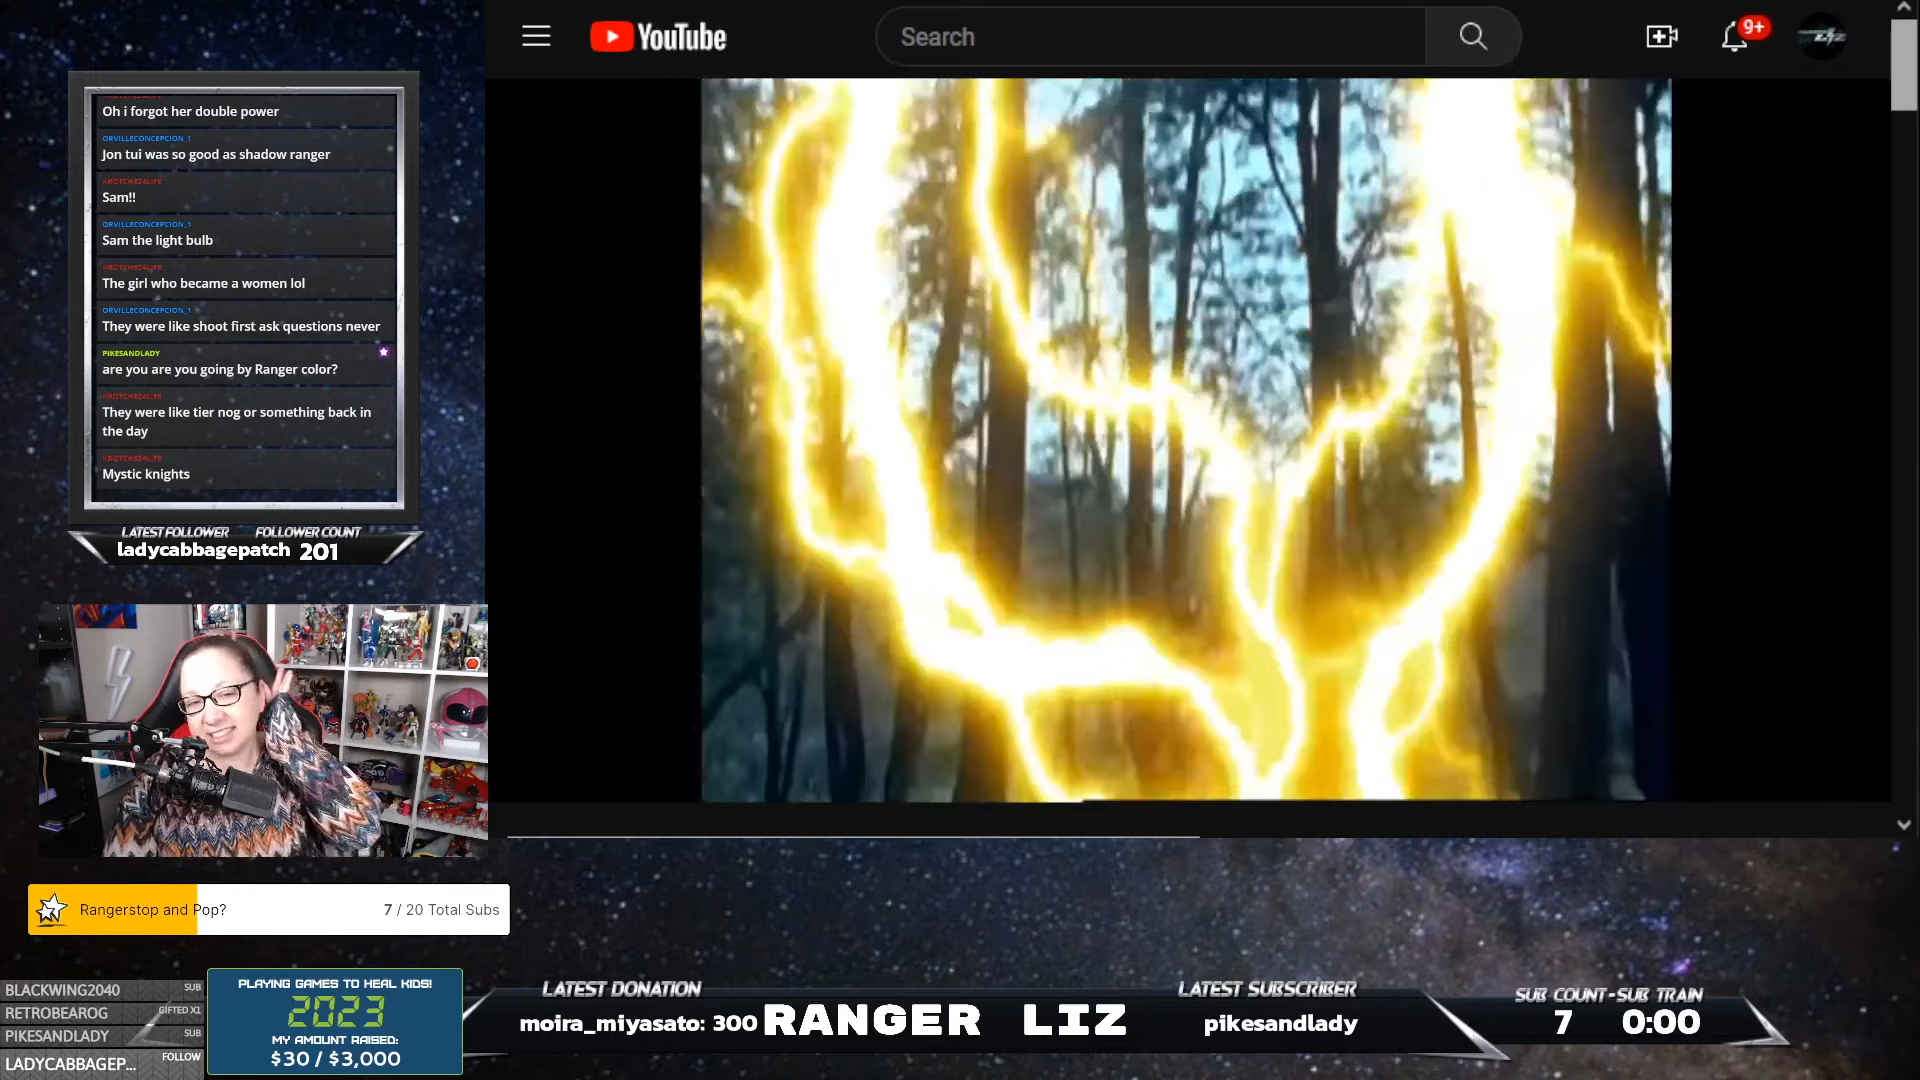 YouTube
Search
9+
Oh i forgot her double power
ORVILLECONCEPCION_1
Jon tui was so good as shadow ranger
KROTCHEZ4LIFE
Sam!!
ORVILLECONCEPCION_1
Sam the light bulb
KROTCHEZ4LIFE
The girl who became a women lol
ORVILLECONCEPCION_1
They were like shoot first ask questions never
PIKESANDLADY
are you are you going by Ranger color?
KROTCHEZ4LIFE
They were like tier nog or something back in
the day
KROTCHEZ4LIFE
Mystic knights
LATEST FOLLOWER FOLLOWER COUNT
ladycabbagepatch 201
Rangerstop and Pop? 7 / 20 Total Subs
BLACKWING2040 SUB
RETROBEAROG GIFTED X1
PIKESANDLADY SUB
LADYCABBAGEP... FOLLOW
PLAYING GAMES TO HEAL KIDS!
2023
MY AMOUNT RAISED:
$30 / $3,000
LATEST DONATION
moira_miyasato: 300
RANGER LIZ
LATEST SUBSCRIBER
pikesandlady
SUB COUNT-SUB TRAIN
7 0:00